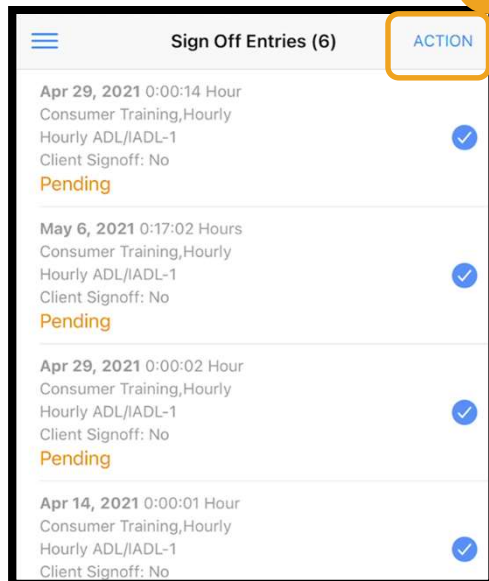 Sign Off Entries (6)
ACTION
Apr 29, 2021 0:00:14 Hour
Consumer Training,Hourly
Hourly ADL/IADL-1
Client Signoff: No
Pending
May 6, 2021 0:17:02 Hours
Consumer Training,Hourly
Hourly ADL/IADL-1
Client Signoff: No
Pending
Apr 29, 2021 0:00:02 Hour
Consumer Training,Hourly
Hourly ADL/IADL-1
Client Signoff: No
Pending
Apr 14, 2021 0:00:01 Hour
Consumer Training,Hourly
Hourly ADL/IADL-1
Client Signoff: No